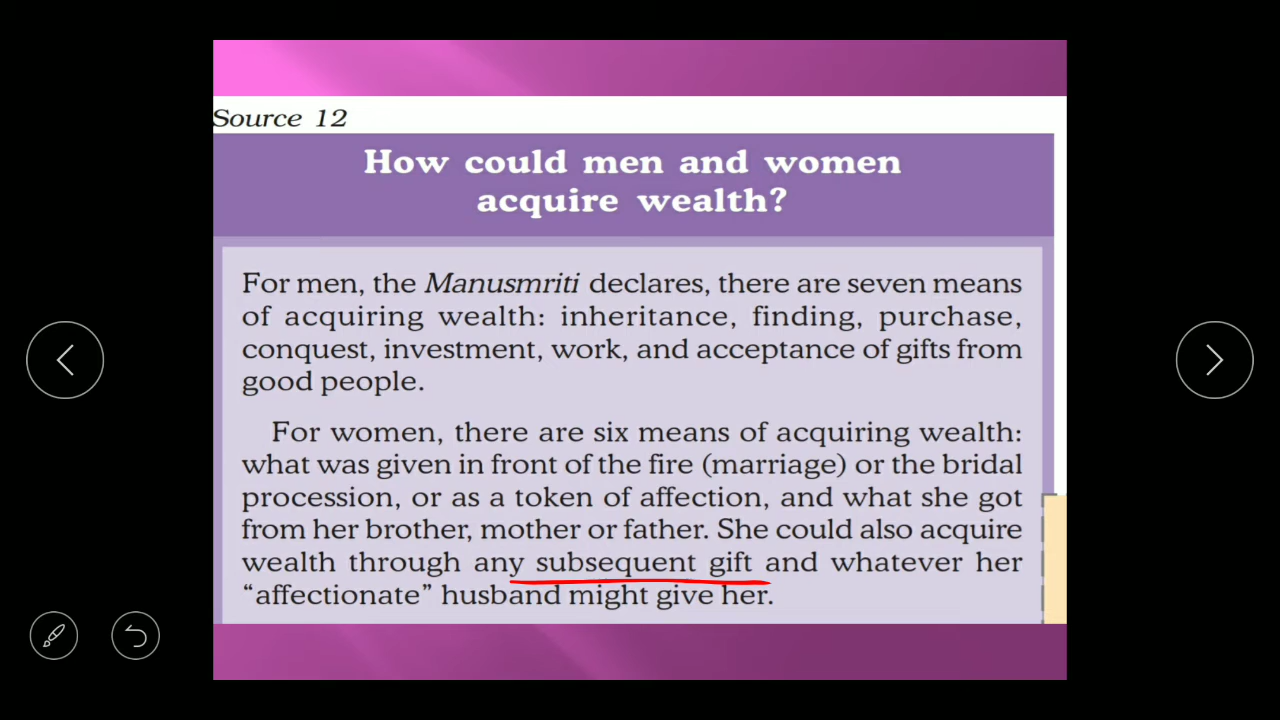 Source 12
How could men and women
acquire wealth?
For men, the Manusmriti declares, there are seven means
of acquiring wealth: inheritance, finding, purchase,
conquest, investment, work, and acceptance of gifts from
good people.
For women, there are six means of acquiring wealth:
what was given in front of the fire (marriage) or the bridal
procession, or as a token of affection, and what she got
from her brother, mother or father. She could also acquire
wealth through any subsequent gift and whatever her
“affectionate” husband might give her.